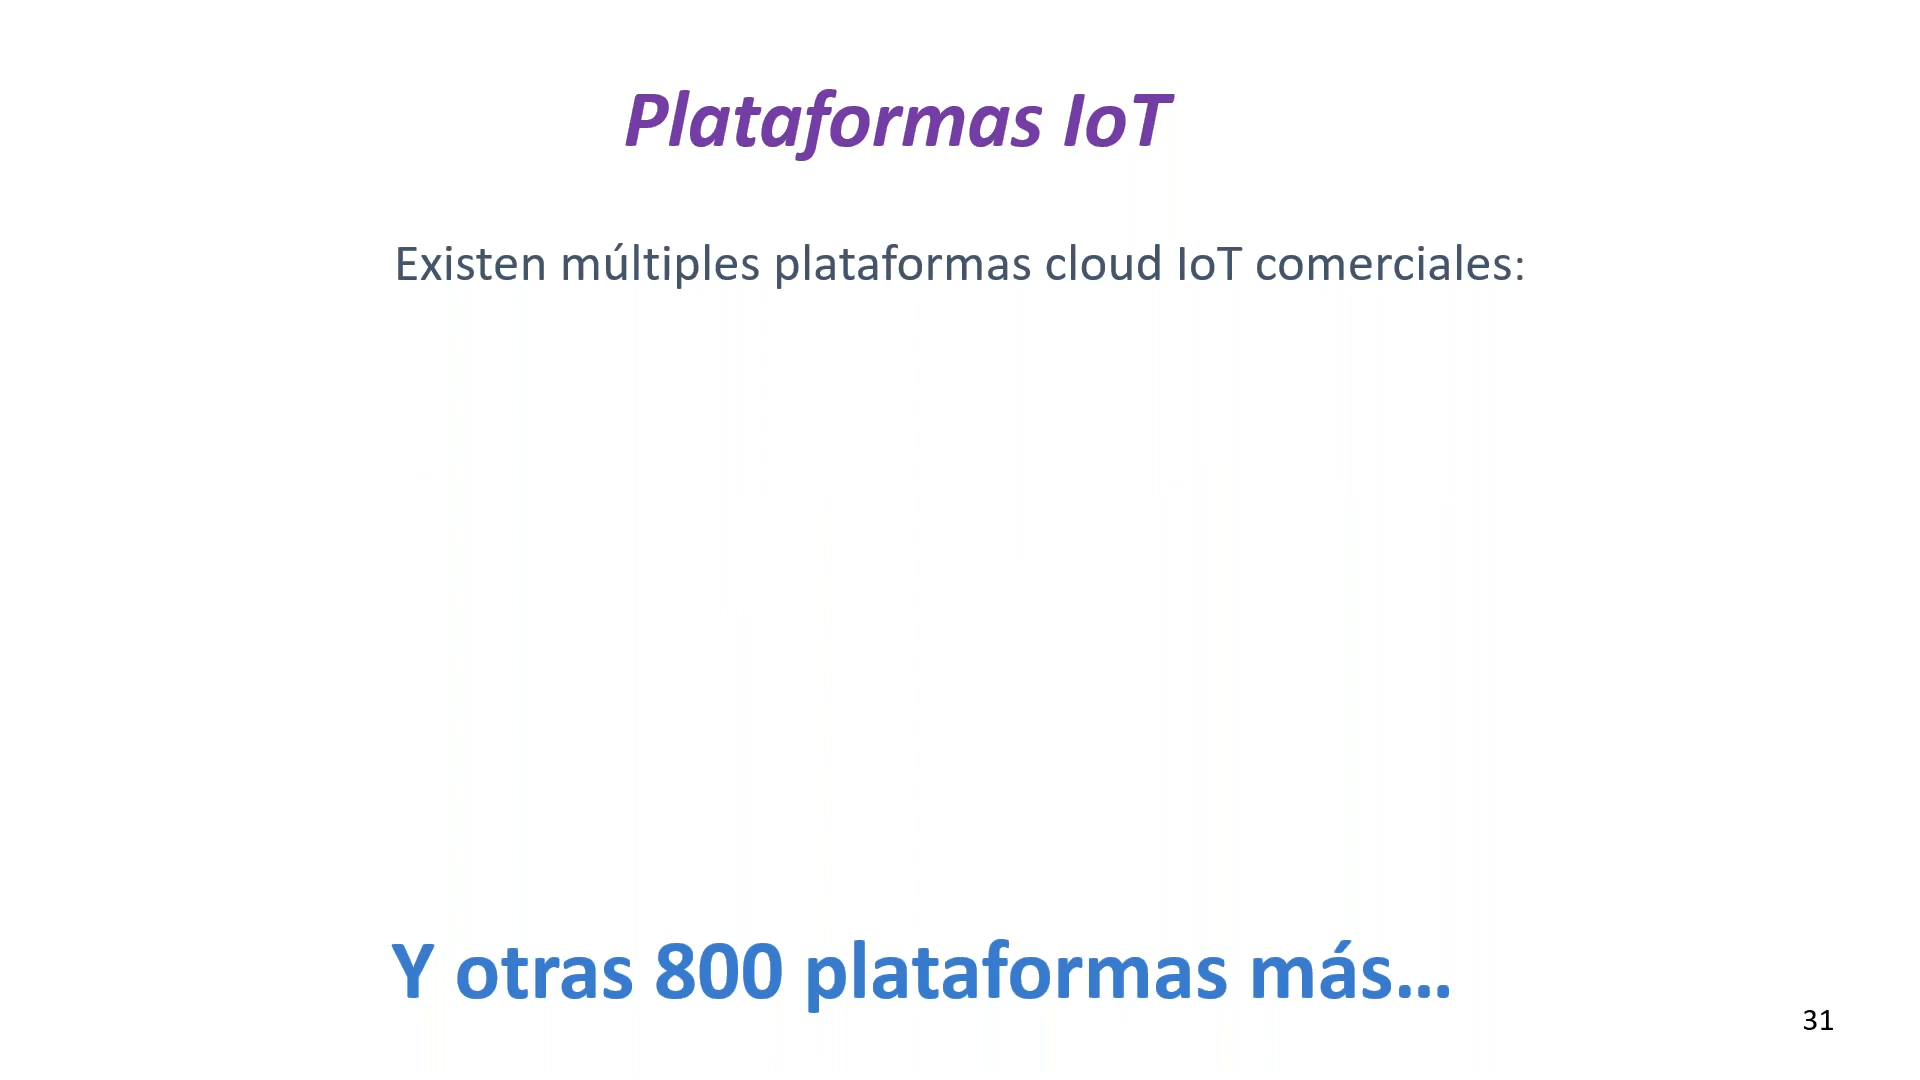 Plataformas IoT
Existen múltiples plataformas cloud IoT comerciales:
Y otras 800 plataformas más...
31